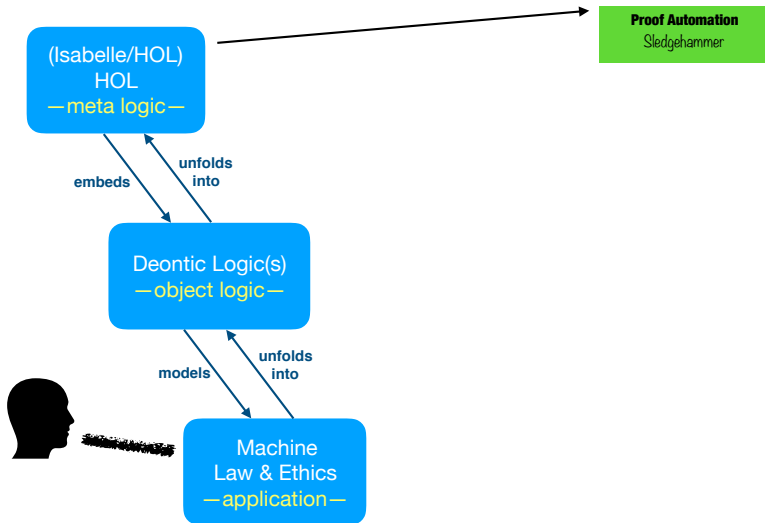 Proof Automation
Sledgehammer
(Isabelle/HOL)
HOL
—meta logic—
unfolds
into
embeds
Deontic Logic(s)
—object logic—
unfolds
into
models
Machine
Law & Ethics
—application—